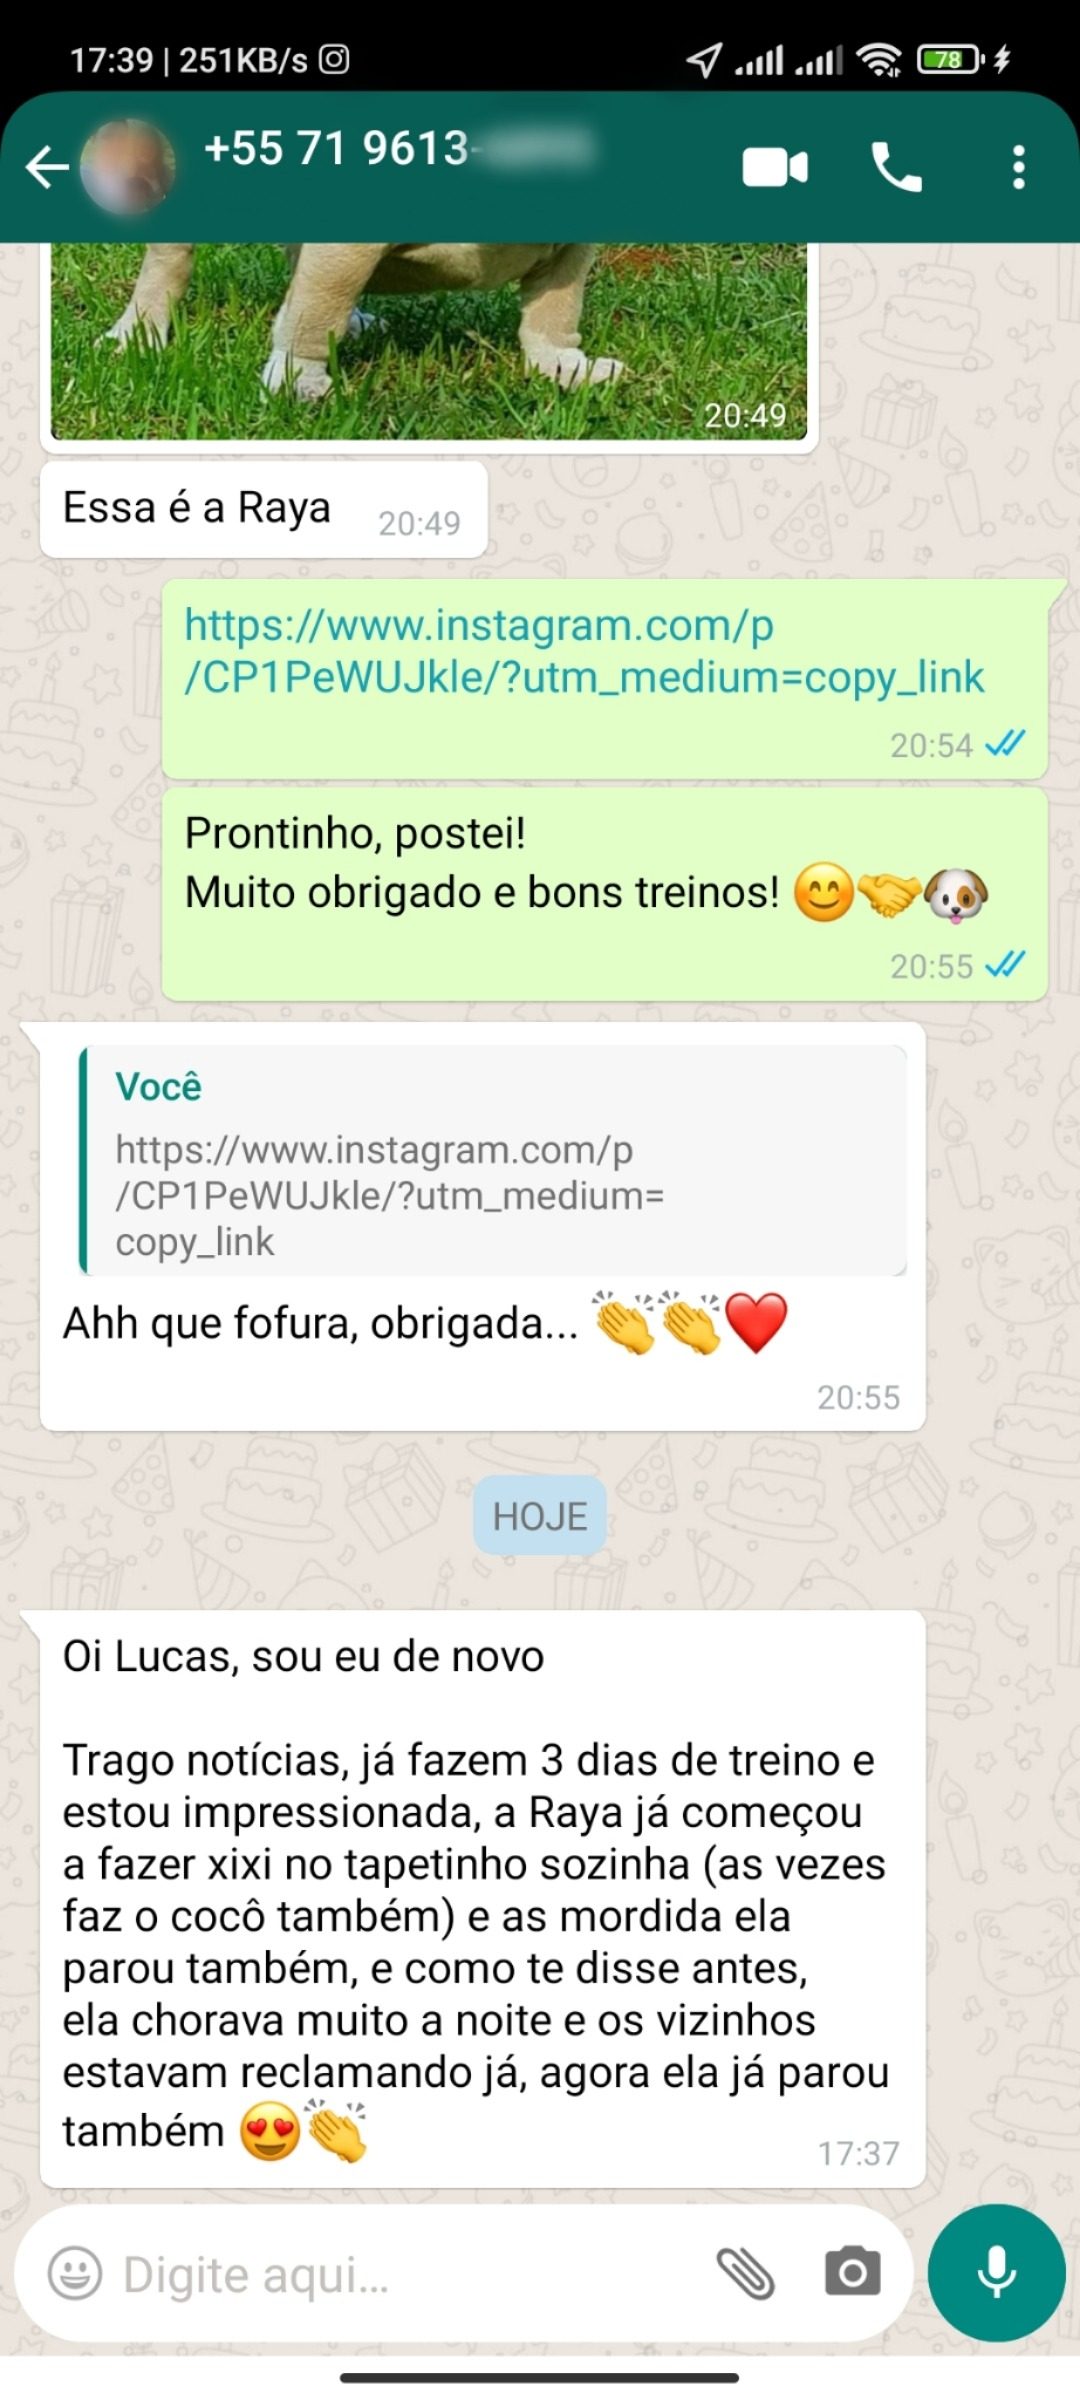 17:39 | 251KB/s
78
+55 71 9613-
20:49
Essa é a Raya
20:49
https://www.instagram.com/p
/CP1PeWUJkle/?utm_medium=copy_link
20:54
Prontinho, postei!
Muito obrigado e bons treinos! 😊🤝🐶
20:55
Você
https://www.instagram.com/p
/CP1PeWUJkle/?utm_medium=
copy_link
Ahh que fofura, obrigada... 👏👏❤️
20:55
HOJE
Oi Lucas, sou eu de novo
Trago notícias, já fazem 3 dias de treino e
estou impressionada, a Raya já começou
a fazer xixi no tapetinho sozinha (as vezes
faz o cocô também) e as mordida ela
parou também, e como te disse antes,
ela chorava muito a noite e os vizinhos
estavam reclamando já, agora ela já parou
também 😍👏
17:37
Digite aqui...